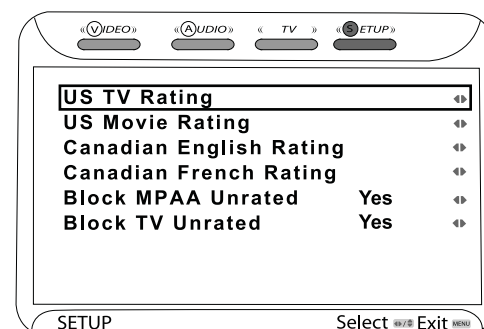 VIDEO AUDIO TV SETUP
US TV Rating
US Movie Rating
Canadian English Rating
Canadian French Rating
Block MPAA Unrated Yes
Block TV Unrated Yes
SETUP Select Exit MENU